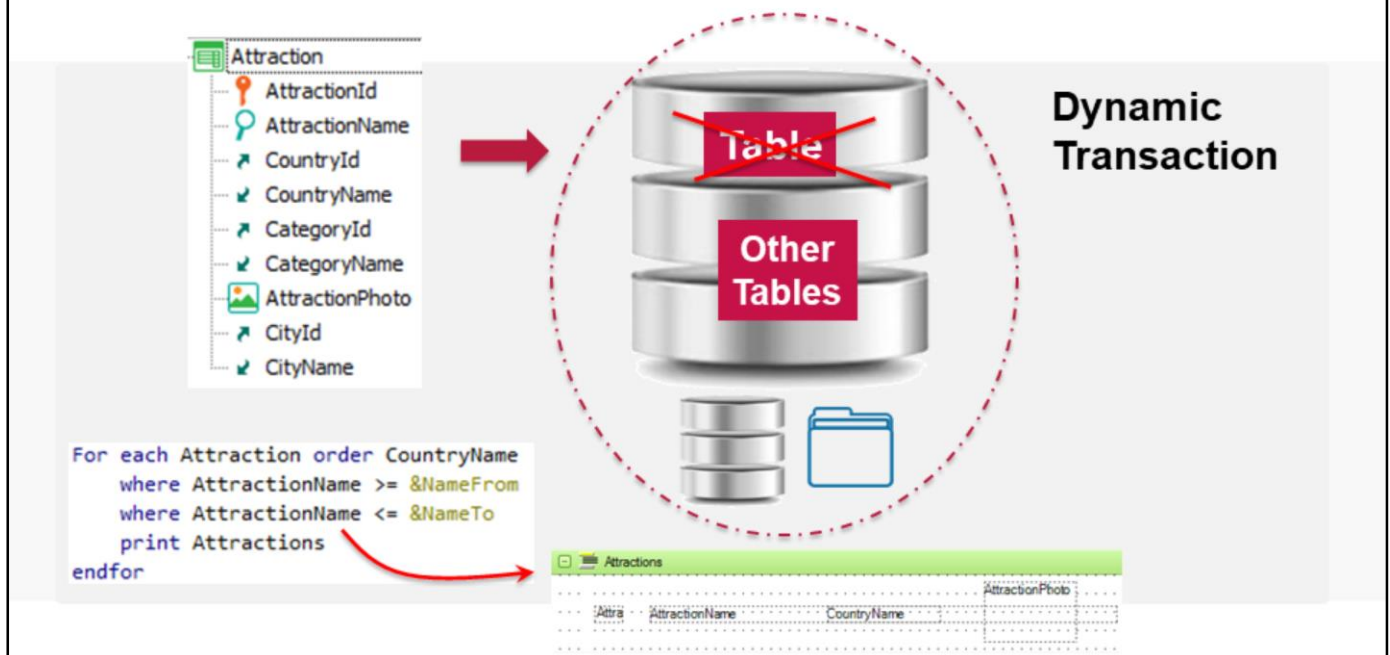 Attraction
AttractionId
AttractionName
CountryId
CountryName
CategoryId
CategoryName
AttractionPhoto
CityId
CityName
Table
Other
Tables
Dynamic
Transaction
For each Attraction order CountryName
where AttractionName >= &NameFrom
where AttractionName <= &NameTo
print Attractions
endfor
Attractions
AttractionPhoto
Attra AttractionName CountryName